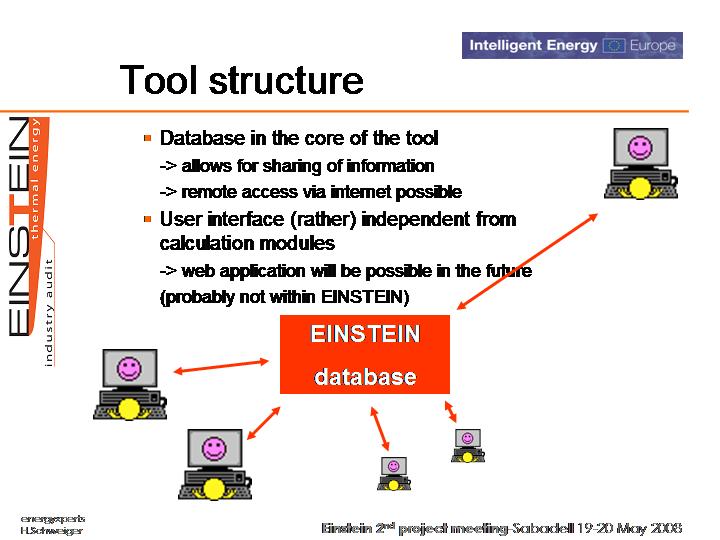 Intelligent Energy Europe
Tool structure
Database in the core of the tool
-> allows for sharing of information
-> remote access via internet possible
User interface (rather) independent from
calculation modules
-> web application will be possible in the future
(probably not within EINSTEIN)
EINSTEIN
thermal energy
industry audit
EINSTEIN
database
energyxperts
H.Schweiger
Einstein 2nd project meeting-Sabadell 19-20 May 2008